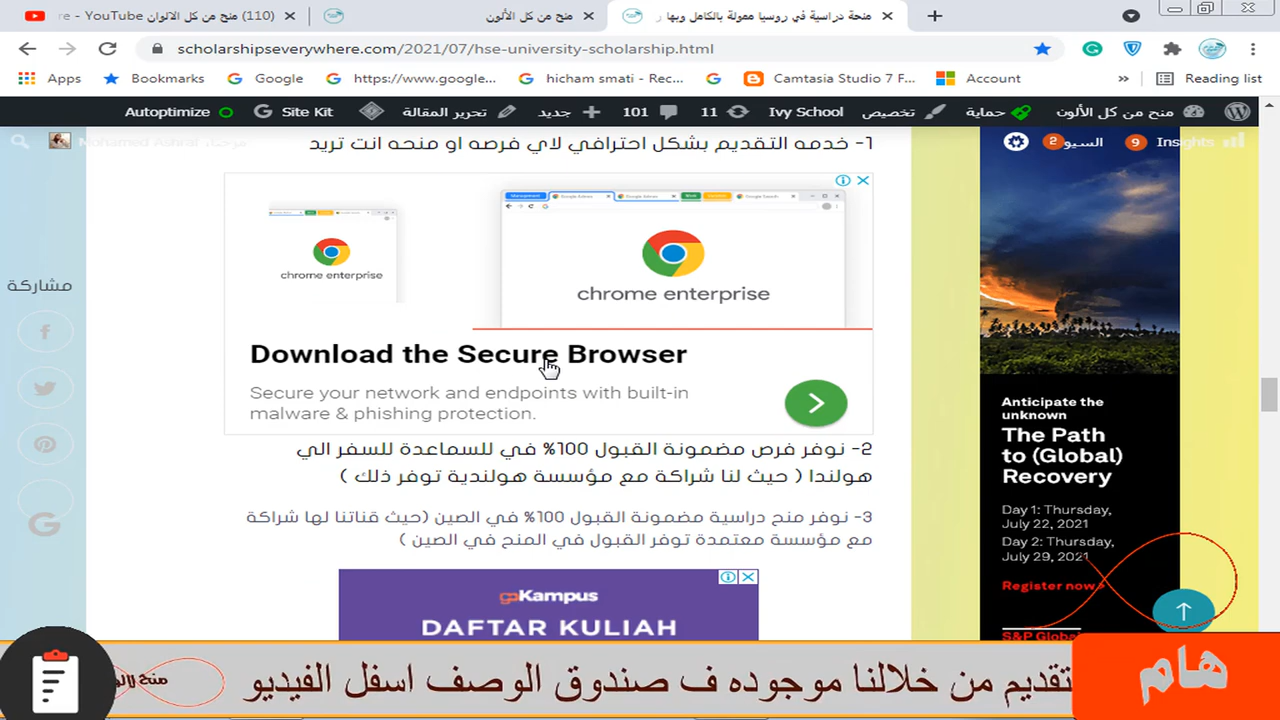 (110) منح من كل الالوان - YouTube
منح من كل الألون
منحة دراسية في روسيا ممولة بالكامل وبها
scholarshipseverywhere.com/2021/07/hse-university-scholarship.html
Apps
Bookmarks
Google
https://www.google...
hicham smati - Rec...
Camtasia Studio 7 F...
Account
»
Reading list
Autoptimize
Site Kit
تحرير المقالة
جديد
101
11
Ivy School
تخصيص
حماية
منح من كل الألون
Mohamed Ashraf
السيو 2
Insights 9
1- خدمه التقديم بشكل احترافي لاي فرصه او منحه انت تريد
chrome enterprise
chrome enterprise
Download the Secure Browser
Secure your network and endpoints with built-in
malware & phishing protection.
2- نوفر فرص مضمونة القبول 100% في للسماعدة للسفر الي
هولندا ( حيث لنا شراكة مع مؤسسة هولندية توفر ذلك )
3- نوفر منح دراسية مضمونة القبول 100% في الصين (حيث قناتنا لها شراكة
مع مؤسسة معتمدة توفر القبول في المنح في الصين )
goKampus
DAFTAR KULIAH
مشاركة
Anticipate the
unknown
The Path
to (Global)
Recovery
Day 1: Thursday,
July 22, 2021
Day 2: Thursday,
July 29, 2021
Register now >
S&P Global
هام
تقديم من خلالنا موجوده ف صندوق الوصف اسفل الفيديو